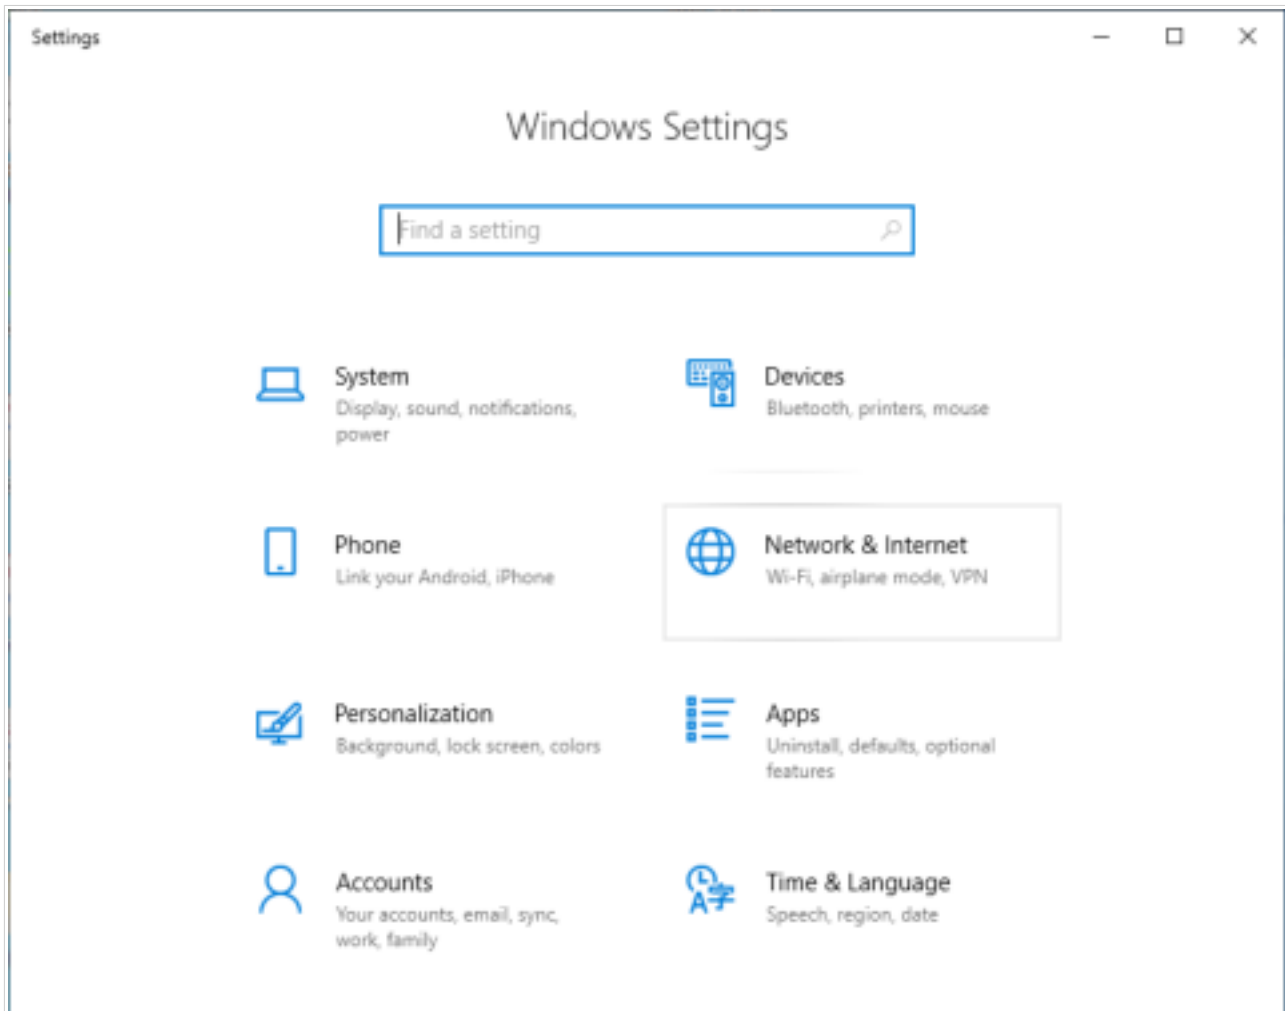 Settings
Windows Settings
Find a setting
System
Display, sound, notifications,
power
Devices
Bluetooth, printers, mouse
Phone
Link your Android, iPhone
Network & Internet
Wi-Fi, airplane mode, VPN
Personalization
Background, lock screen, colors
Apps
Uninstall, defaults, optional
features
Accounts
Your accounts, email, sync,
work, family
Time & Language
Speech, region, date